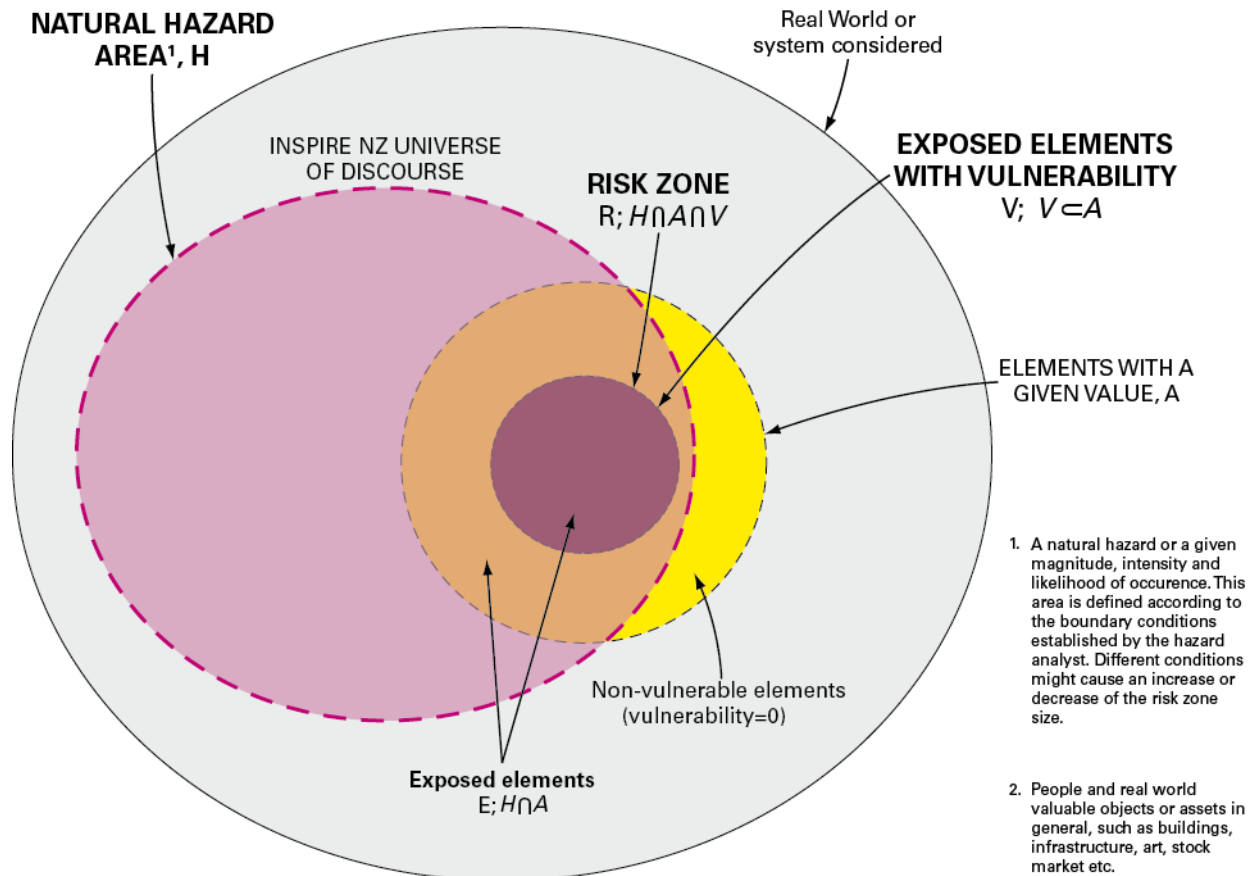 NATURAL HAZARD
AREA¹, H
Real World or
system considered
INSPIRE NZ UNIVERSE
OF DISCOURSE
EXPOSED ELEMENTS
WITH VULNERABILITY
V; V⊂A
RISK ZONE
R; H∩A∩V
ELEMENTS WITH A
GIVEN VALUE, A
Non-vulnerable elements
(vulnerability=0)
Exposed elements
E; H∩A
1. A natural hazard or a given
magnitude, intensity and
likelihood of occurence. This
area is defined according to
the boundary conditions
established by the hazard
analyst. Different conditions
might cause an increase or
decrease of the risk zone
size.
2. People and real world
valuable objects or assets in
general, such as buildings,
infrastructure, art, stock
market etc.